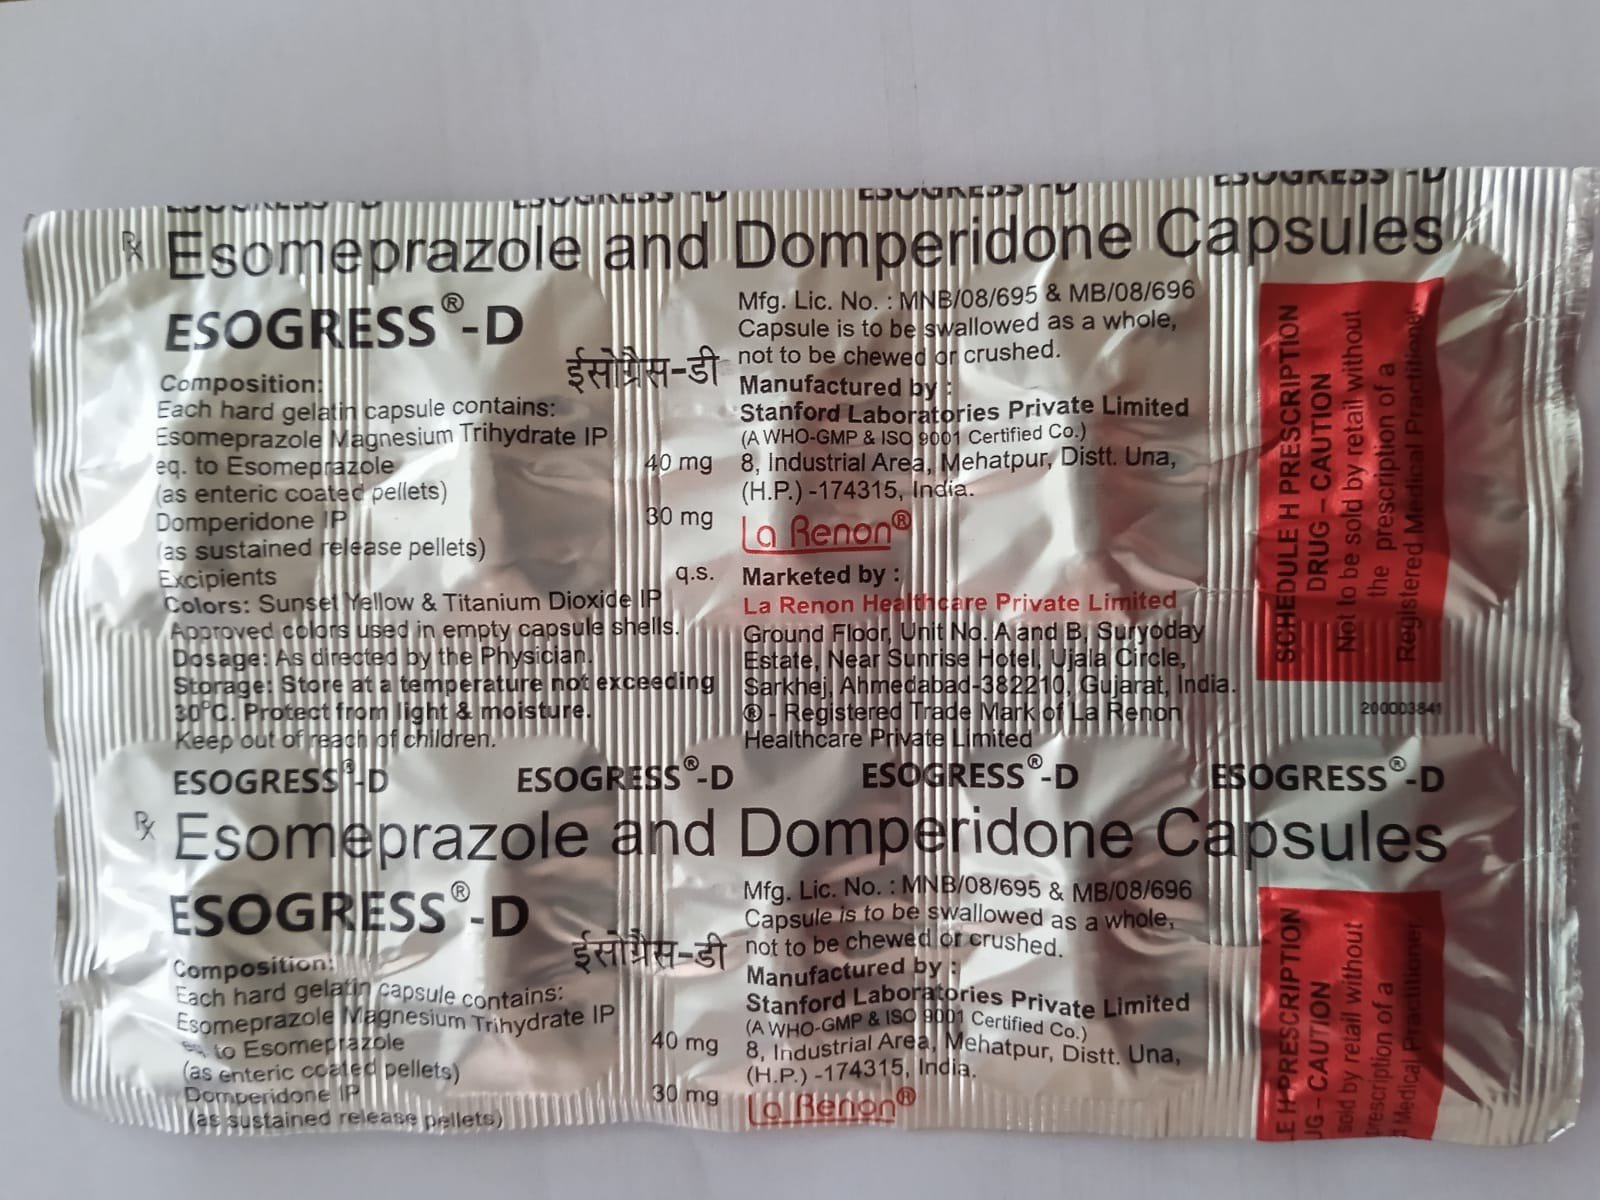 ESOGRESS -D ESOGRESS -D ESOGRESS -D ESOGRESS -D
Rx Esomeprazole and Domperidone Capsules
ESOGRESS®-D
ईसोग्रैस-डी
Composition:
Each hard gelatin capsule contains:
Esomeprazole Magnesium Trihydrate IP
eq. to Esomeprazole 40 mg
(as enteric coated pellets)
Domperidone IP 30 mg
(as sustained release pellets)
Excipients q.s.
Colors: Sunset Yellow & Titanium Dioxide IP
Approved colors used in empty capsule shells.
Dosage: As directed by the Physician.
Storage: Store at a temperature not exceeding
30°C. Protect from light & moisture.
Keep out of reach of children.
Mfg. Lic. No. : MNB/08/695 & MB/08/696
Capsule is to be swallowed as a whole,
not to be chewed or crushed.
Manufactured by :
Stanford Laboratories Private Limited
(A WHO-GMP & ISO 9001 Certified Co.)
8, Industrial Area, Mehatpur, Distt. Una,
(H.P.) -174315, India.
La Renon®
Marketed by :
La Renon Healthcare Private Limited
Ground Floor, Unit No. A and B, Suryoday
Estate, Near Sunrise Hotel, Ujala Circle,
Sarkhej, Ahmedabad-382210, Gujarat, India.
® - Registered Trade Mark of La Renon
Healthcare Private Limited
SCHEDULE H PRESCRIPTION
DRUG – CAUTION
Not to be sold by retail without
the prescription of a
Registered Medical Practitioner.
200003841
ESOGRESS®-D ESOGRESS®-D ESOGRESS®-D ESOGRESS®-D
Rx Esomeprazole and Domperidone Capsules
ESOGRESS®-D
ईसोग्रैस-डी
Composition:
Each hard gelatin capsule contains:
Esomeprazole Magnesium Trihydrate IP
eq. to Esomeprazole 40 mg
(as enteric coated pellets)
Domperidone IP 30 mg
(as sustained release pellets)
Mfg. Lic. No. : MNB/08/695 & MB/08/696
Capsule is to be swallowed as a whole,
not to be chewed or crushed.
Manufactured by :
Stanford Laboratories Private Limited
(A WHO-GMP & ISO 9001 Certified Co.)
8, Industrial Area, Mehatpur, Distt. Una,
(H.P.) -174315, India.
La Renon®
LE H PRESCRIPTION
UG – CAUTION
sold by retail without
prescription of a
Medical Practitioner